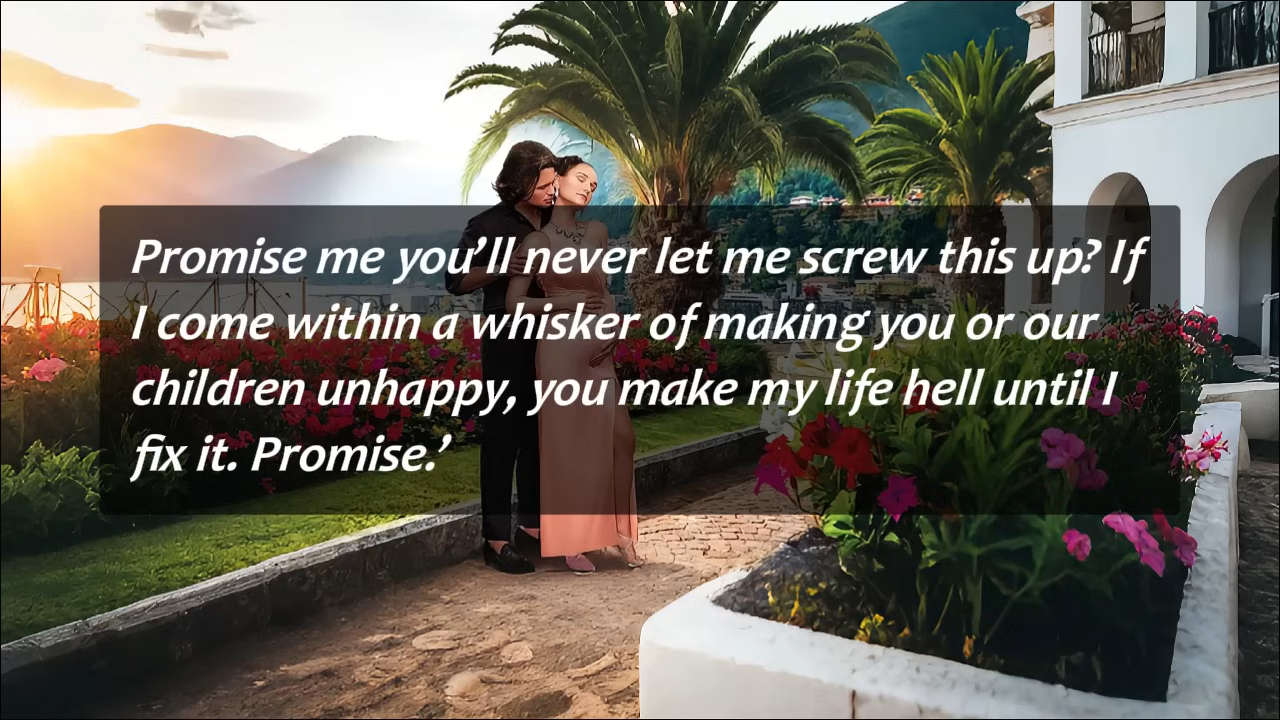 Promise me you’ll never let me screw this up? If
I come within a whisker of making you or our
children unhappy, you make my life hell until I
fix it. Promise.’